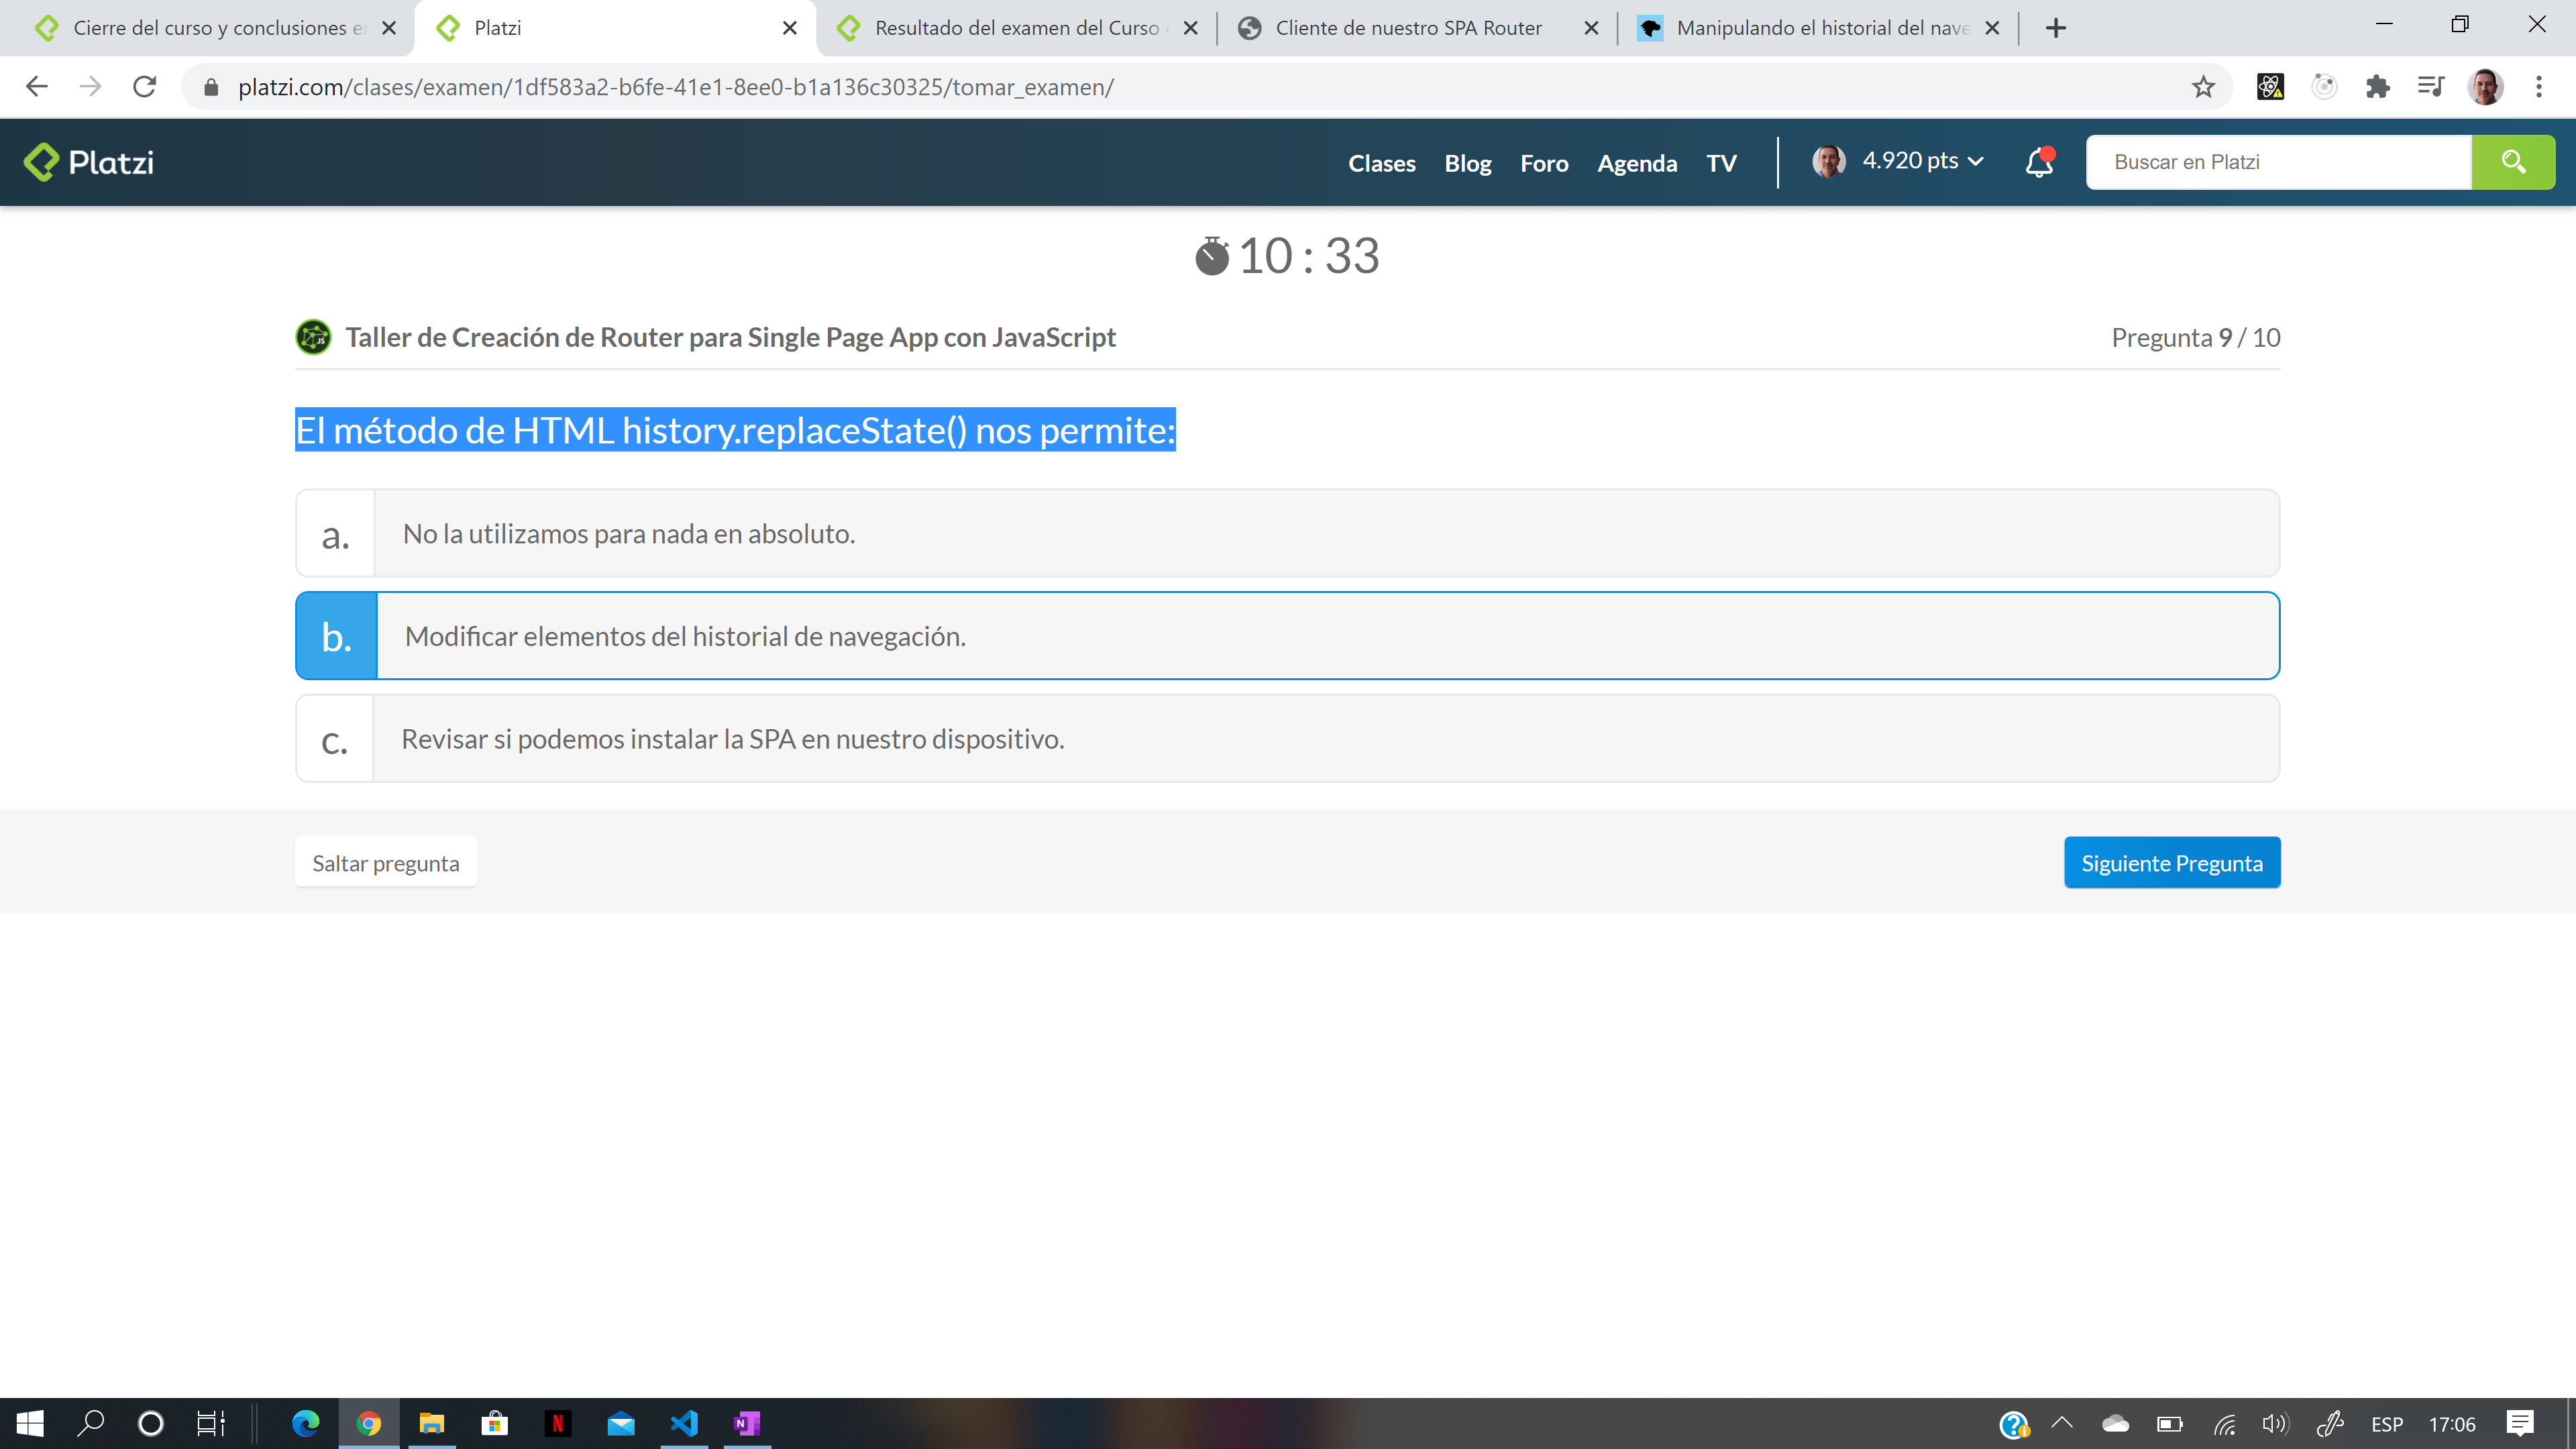 Cierre del curso y conclusiones e
Platzi
Resultado del examen del Curso
Cliente de nuestro SPA Router
Manipulando el historial del nave
platzi.com/clases/examen/1df583a2-b6fe-41e1-8ee0-b1a136c30325/tomar_examen/
Platzi
Clases
Blog
Foro
Agenda
TV
4.920 pts
Buscar en Platzi
10 : 33
Taller de Creación de Router para Single Page App con JavaScript
Pregunta 9 / 10
El método de HTML history.replaceState() nos permite:
a. No la utilizamos para nada en absoluto.
b. Modificar elementos del historial de navegación.
c. Revisar si podemos instalar la SPA en nuestro dispositivo.
Saltar pregunta
Siguiente Pregunta
ESP
17:06